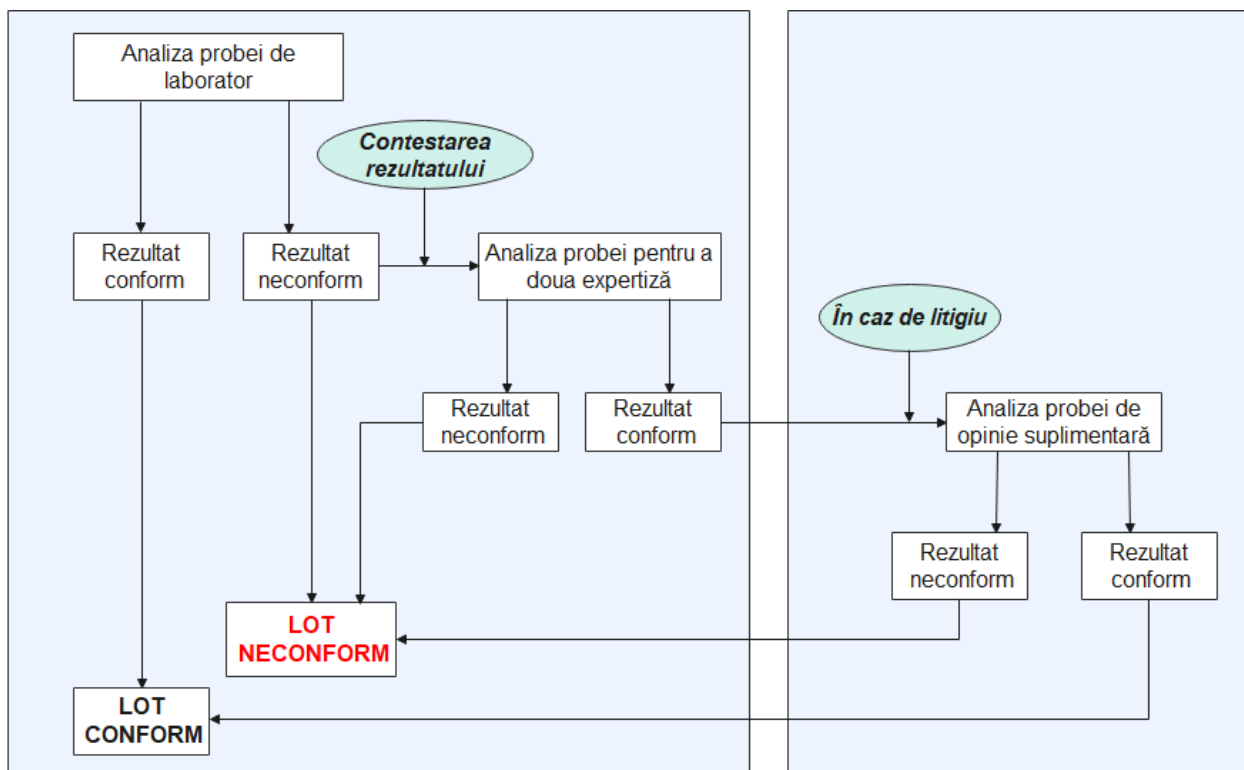 Analiza probei de
laborator
Contestarea
rezultatului
Rezultat
conform
Rezultat
neconform
Analiza probei pentru a
doua expertiză
În caz de litigiu
Rezultat
neconform
Rezultat
conform
Analiza probei de
opinie suplimentară
Rezultat
neconform
Rezultat
conform
LOT
NECONFORM
LOT
CONFORM